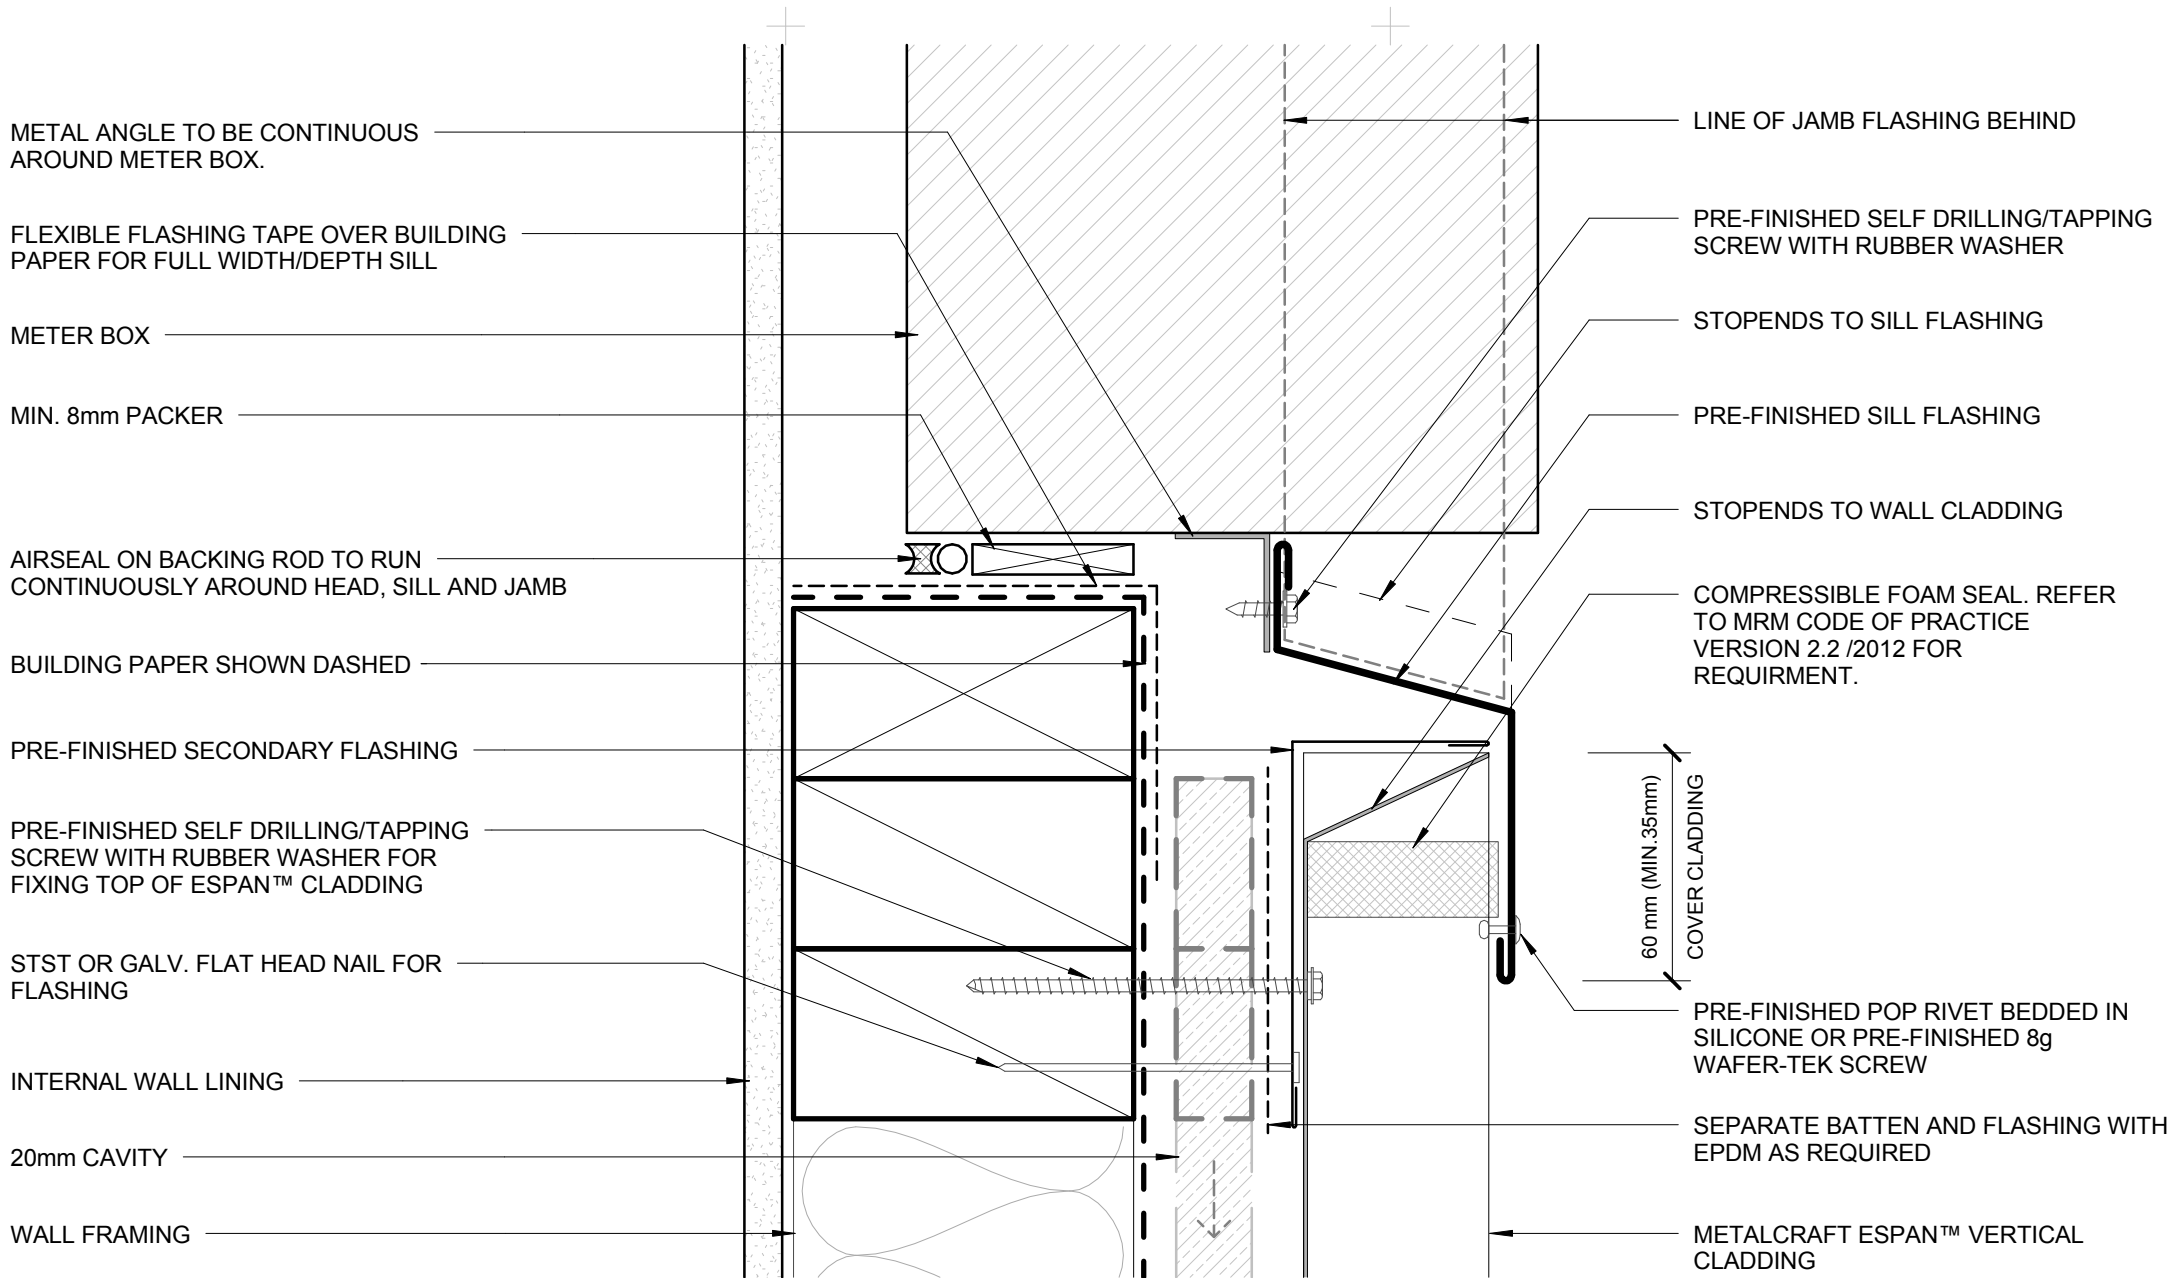 METAL ANGLE TO BE CONTINUOUS
AROUND METER BOX.
FLEXIBLE FLASHING TAPE OVER BUILDING
PAPER FOR FULL WIDTH/DEPTH SILL
METER BOX
MIN. 8mm PACKER
AIRSEAL ON BACKING ROD TO RUN
CONTINUOUSLY AROUND HEAD, SILL AND JAMB
BUILDING PAPER SHOWN DASHED
PRE-FINISHED SECONDARY FLASHING
PRE-FINISHED SELF DRILLING/TAPPING
SCREW WITH RUBBER WASHER FOR
FIXING TOP OF ESPAN™ CLADDING
STST OR GALV. FLAT HEAD NAIL FOR
FLASHING
INTERNAL WALL LINING
20mm CAVITY
WALL FRAMING
LINE OF JAMB FLASHING BEHIND
PRE-FINISHED SELF DRILLING/TAPPING
SCREW WITH RUBBER WASHER
STOPENDS TO SILL FLASHING
PRE-FINISHED SILL FLASHING
STOPENDS TO WALL CLADDING
COMPRESSIBLE FOAM SEAL. REFER
TO MRM CODE OF PRACTICE
VERSION 2.2 /2012 FOR
REQUIRMENT.
60 mm (MIN.35mm)
COVER CLADDING
PRE-FINISHED POP RIVET BEDDED IN
SILICONE OR PRE-FINISHED 8g
WAFER-TEK SCREW
SEPARATE BATTEN AND FLASHING WITH
EPDM AS REQUIRED
METALCRAFT ESPAN™ VERTICAL
CLADDING